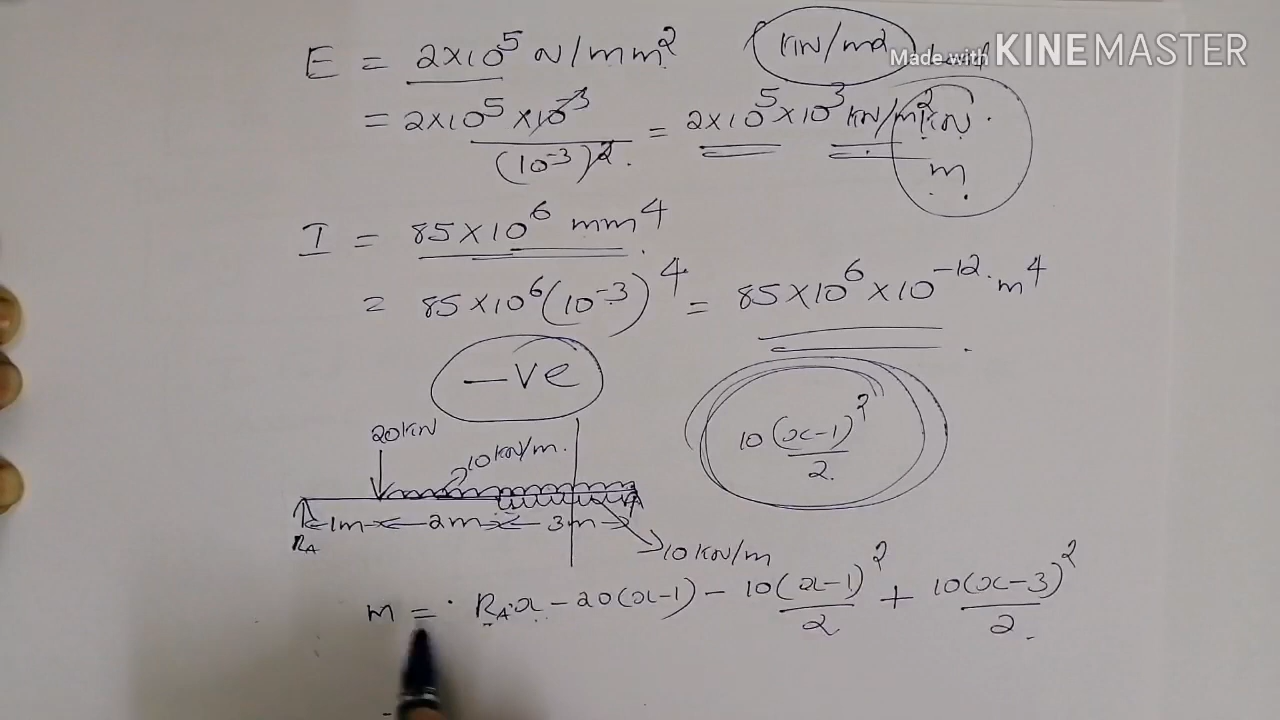 E = 2×10⁵ N/mm² KN/m2
Made with KINEMASTER
= 2×10⁵ × 10⁻³ / (10⁻³)² = 2×10⁵×10³ KN/m² KN/m
I = 85×10⁶ mm⁴
= 85×10⁶(10⁻³)⁴ = 85×10⁶×10⁻¹² m⁴
-ve
10(x-1)²/2
20KN
10KN/m.
1m 2m 3m
RA
10KN/m
m = RA.x - 20(x-1) - 10(x-1)²/2 + 10(x-3)²/2